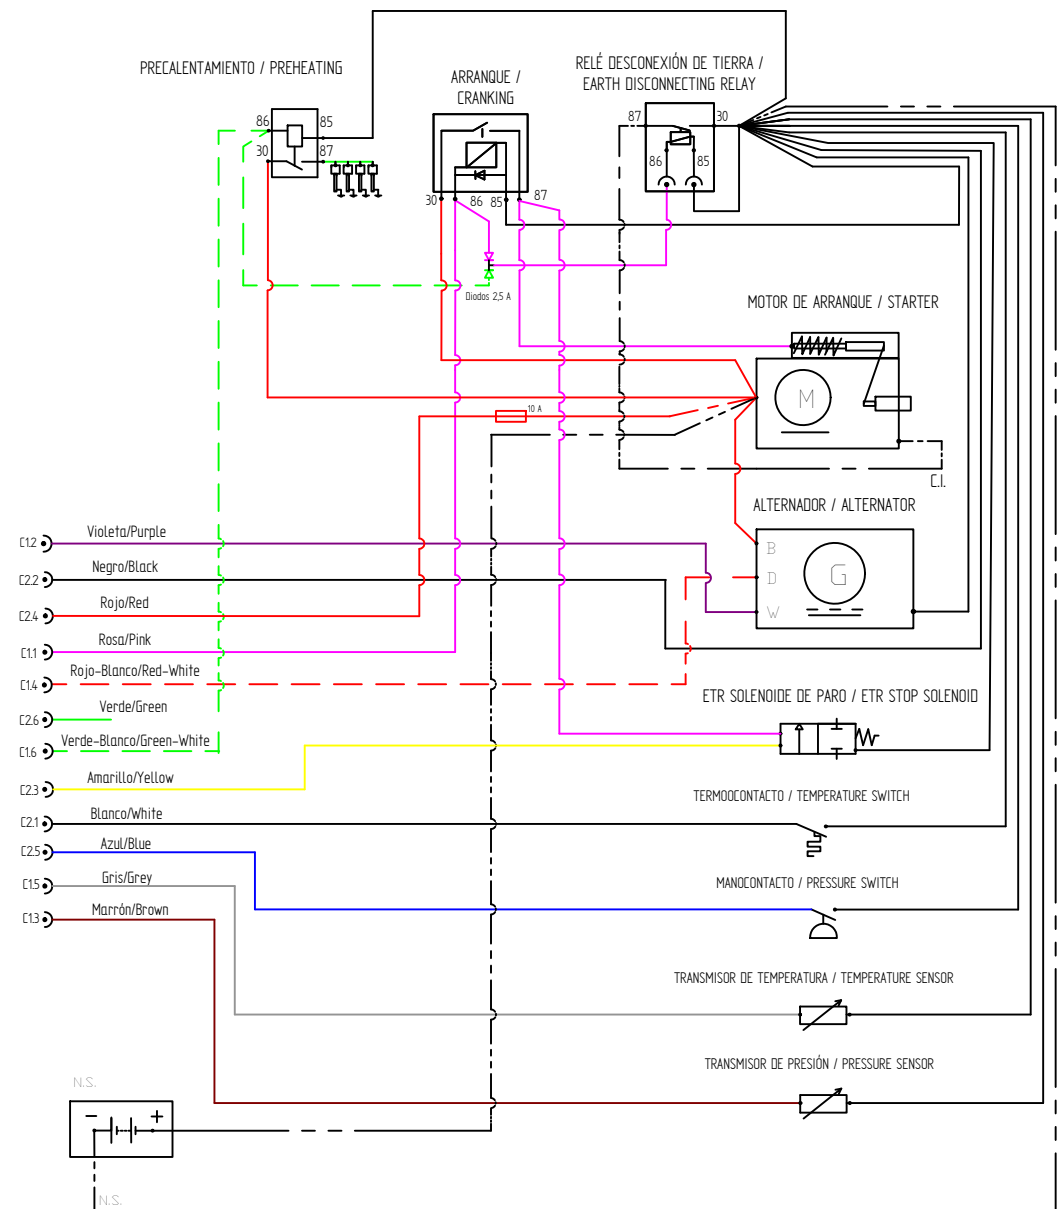 PRECALENTAMIENTO / PREHEATING
ARRANQUE /
CRANKING
RELÉ DESCONEXIÓN DE TIERRA /
EARTH DISCONNECTING RELAY
86
85
30
87
30
86
85
87
87
30
86
85
Diodos 2,5 A
MOTOR DE ARRANQUE / STARTER
M
10 A
C.I.
ALTERNADOR / ALTERNATOR
B
D
W
G
C1.2
Violeta/Purple
C2.2
Negro/Black
C2.4
Rojo/Red
C1.1
Rosa/Pink
C1.4
Rojo-Blanco/Red-White
C2.6
Verde/Green
C1.6
Verde-Blanco/Green-White
C2.3
Amarillo/Yellow
C2.1
Blanco/White
C2.5
Azul/Blue
C1.5
Gris/Grey
C1.3
Marrón/Brown
ETR SOLENOIDE DE PARO / ETR STOP SOLENOID
TERMOOCONTACTO / TEMPERATURE SWITCH
MANOCONTACTO / PRESSURE SWITCH
TRANSMISOR DE TEMPERATURA / TEMPERATURE SENSOR
TRANSMISOR DE PRESIÓN / PRESSURE SENSOR
N.S.
- +
N.S.